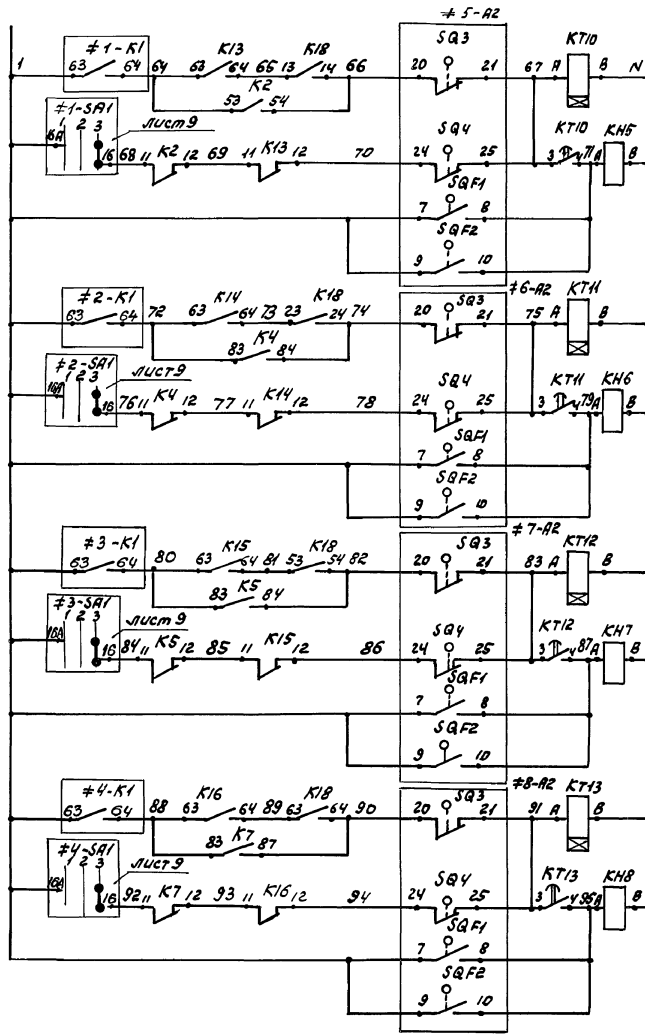 ≠5-A2
≠1-K1 K13 K18 SQ3 KT10
1 63 64 64 63 64 65 13 14 66 20 21 67 A B N
K2
53 54
≠1-SA1
1 2 3 лист 9
16A SQ4 KT10 KH5
16 68 11 K2 12 69 11 K13 12 70 24 25 3 4 71 A B
SQF1
7 8
SQF2
9 10
≠2-K1 K14 K18 SQ3 ≠6-A2 KT11
63 64 72 63 64 73 23 24 74 20 21 75 A B
K4
83 84
≠2-SA1
1 2 3 лист 9
16A SQ4 KT11 KH6
16 76 11 K4 12 77 11 K14 12 78 24 25 3 4 79 A B
SQF1
7 8
SQF2
9 10
≠3-K1 K15 K18 SQ3 ≠7-A2 KT12
63 64 80 63 64 81 53 54 82 20 21 83 A B
K5
83 84
≠3-SA1
1 2 3 лист 9
16A SQ4 KT12 KH7
16 84 11 K5 12 85 11 K15 12 86 24 25 3 4 87 A B
SQF1
7 8
SQF2
9 10
≠4-K1 K16 K18 SQ3 ≠8-A2 KT13
63 64 88 63 64 89 63 64 90 20 21 91 A B
K7
83 87
≠4-SA1
1 2 3 лист 9
16A SQ4 KT13 KH8
16 92 11 K7 12 93 11 K16 12 94 24 25 3 4 95 A B
SQF1
7 8
SQF2
9 10